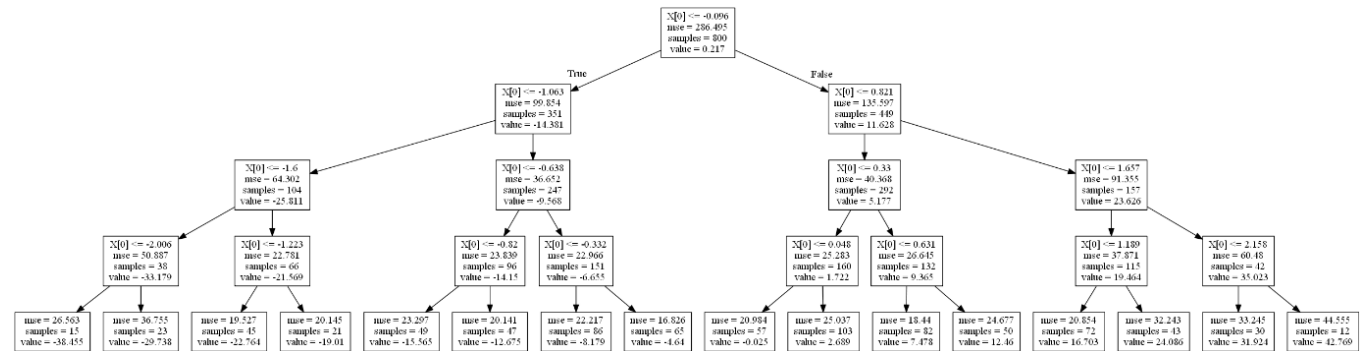 X[0] <= -0.096
mse = 286.495
samples = 800
value = 0.217
True
False
X[0] <= -1.063
mse = 99.854
samples = 351
value = -14.381
X[0] <= 0.821
mse = 135.597
samples = 449
value = 11.628
X[0] <= -1.6
mse = 64.302
samples = 104
value = -25.811
X[0] <= -0.638
mse = 36.652
samples = 247
value = -9.568
X[0] <= 0.33
mse = 40.368
samples = 292
value = 5.177
X[0] <= 1.657
mse = 91.355
samples = 157
value = 23.626
X[0] <= -2.006
mse = 50.887
samples = 38
value = -33.179
X[0] <= -1.223
mse = 22.781
samples = 66
value = -21.569
X[0] <= -0.82
mse = 23.839
samples = 96
value = -14.15
X[0] <= -0.332
mse = 22.966
samples = 151
value = -6.655
X[0] <= 0.048
mse = 25.283
samples = 160
value = 1.722
X[0] <= 0.631
mse = 26.645
samples = 132
value = 9.365
X[0] <= 1.189
mse = 37.871
samples = 115
value = 19.464
X[0] <= 2.158
mse = 60.48
samples = 42
value = 35.023
mse = 26.563
samples = 15
value = -38.455
mse = 36.755
samples = 23
value = -29.738
mse = 19.527
samples = 45
value = -22.764
mse = 20.145
samples = 21
value = -19.01
mse = 23.297
samples = 49
value = -15.565
mse = 20.141
samples = 47
value = -12.675
mse = 22.217
samples = 86
value = -8.179
mse = 16.826
samples = 65
value = -4.64
mse = 20.984
samples = 57
value = -0.025
mse = 25.037
samples = 103
value = 2.689
mse = 18.44
samples = 82
value = 7.478
mse = 24.677
samples = 50
value = 12.46
mse = 20.854
samples = 72
value = 16.703
mse = 32.243
samples = 43
value = 24.086
mse = 33.245
samples = 30
value = 31.924
mse = 44.555
samples = 12
value = 42.769